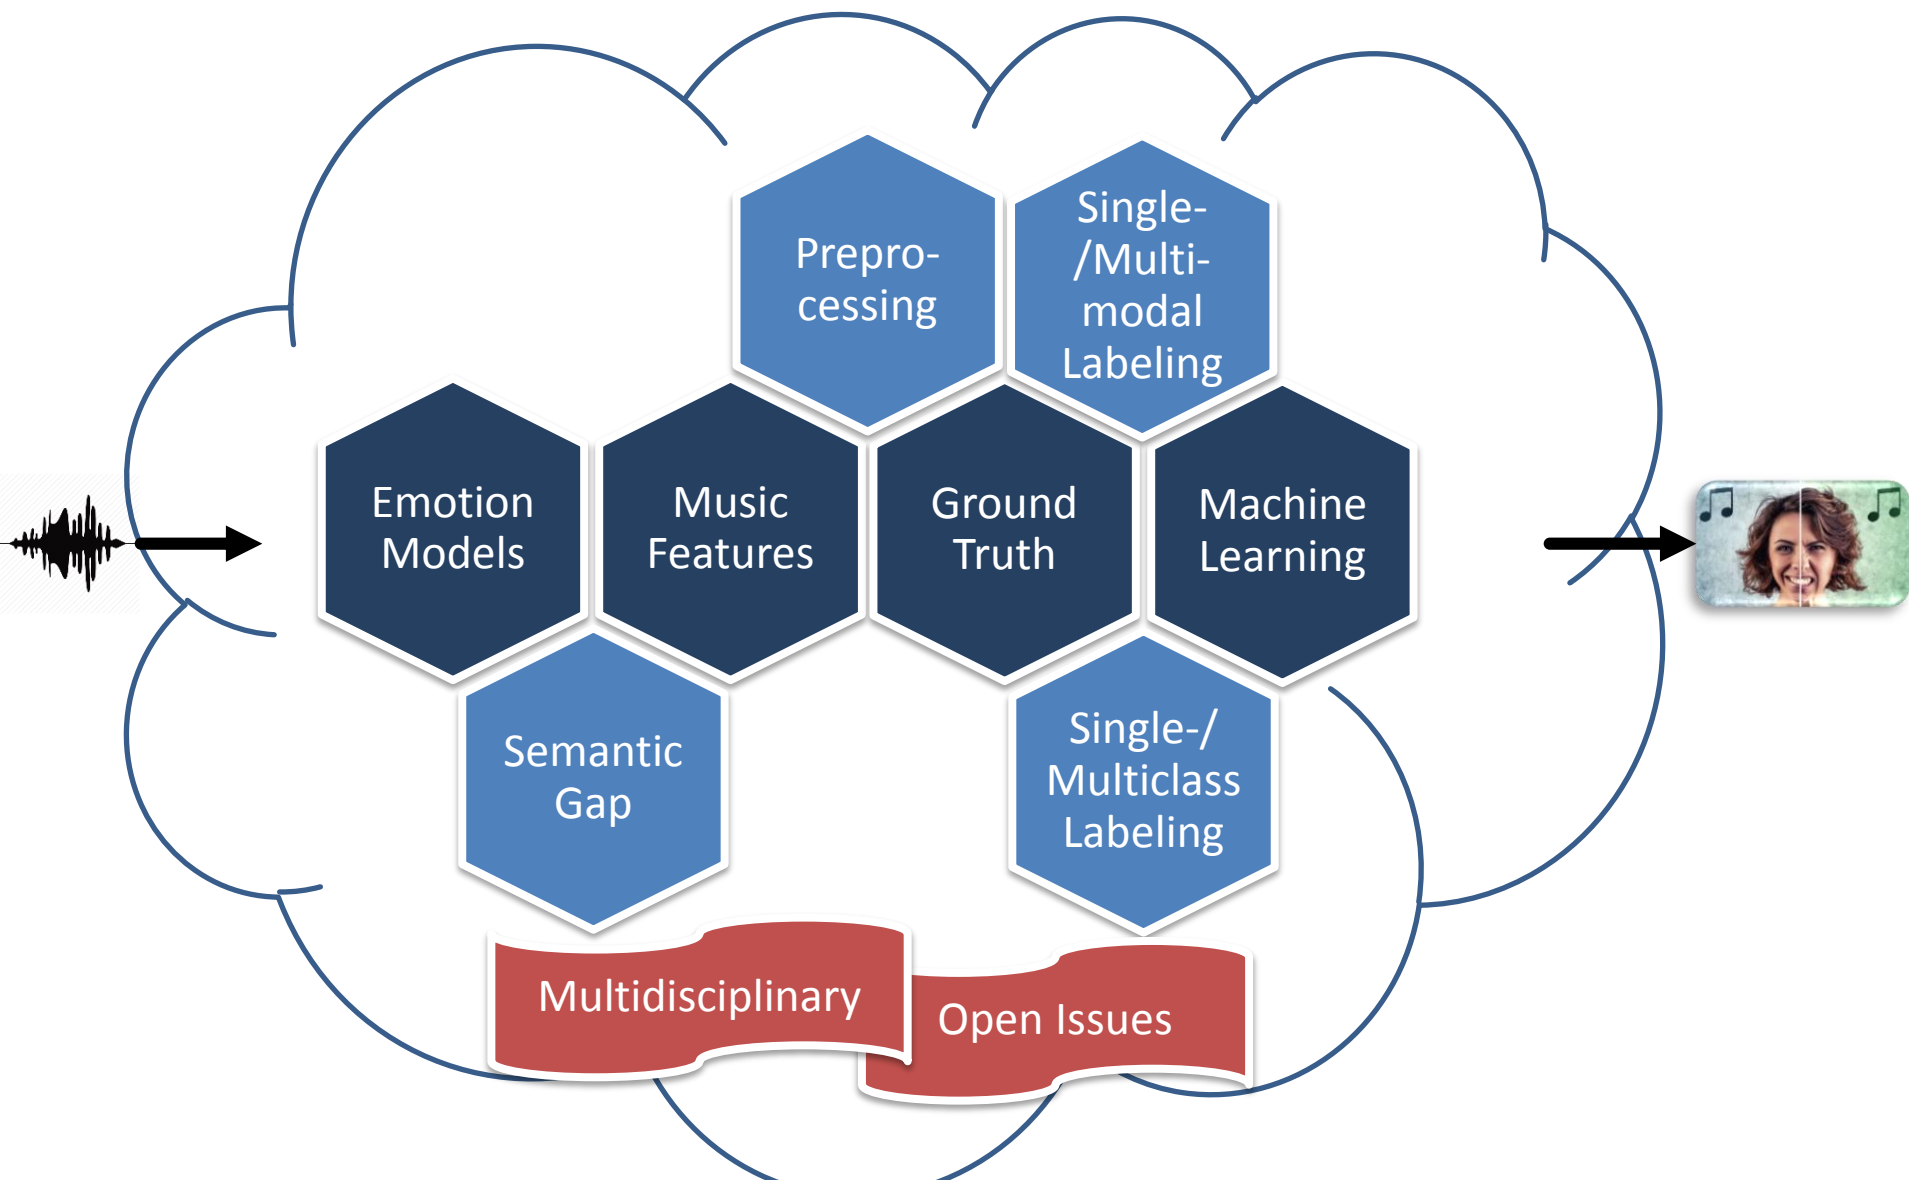 Prepro-
cessing
Single-
/Multi-
modal
Labeling
Emotion
Models
Music
Features
Ground
Truth
Machine
Learning
Semantic
Gap
Single-/
Multiclass
Labeling
Multidisciplinary
Open Issues